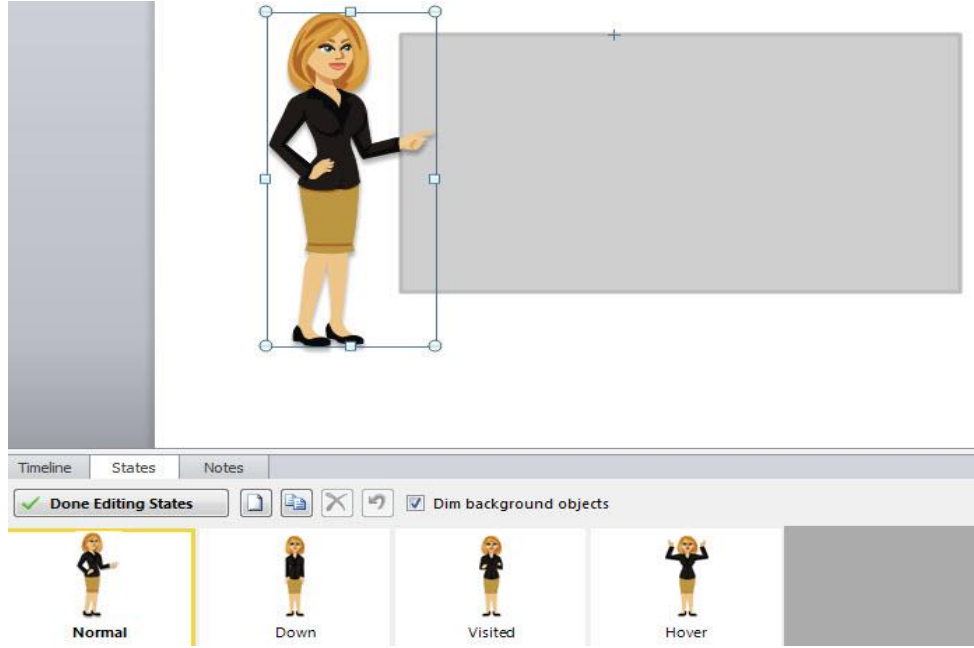 Timeline States Notes
Done Editing States Dim background objects
Normal Down Visited Hover